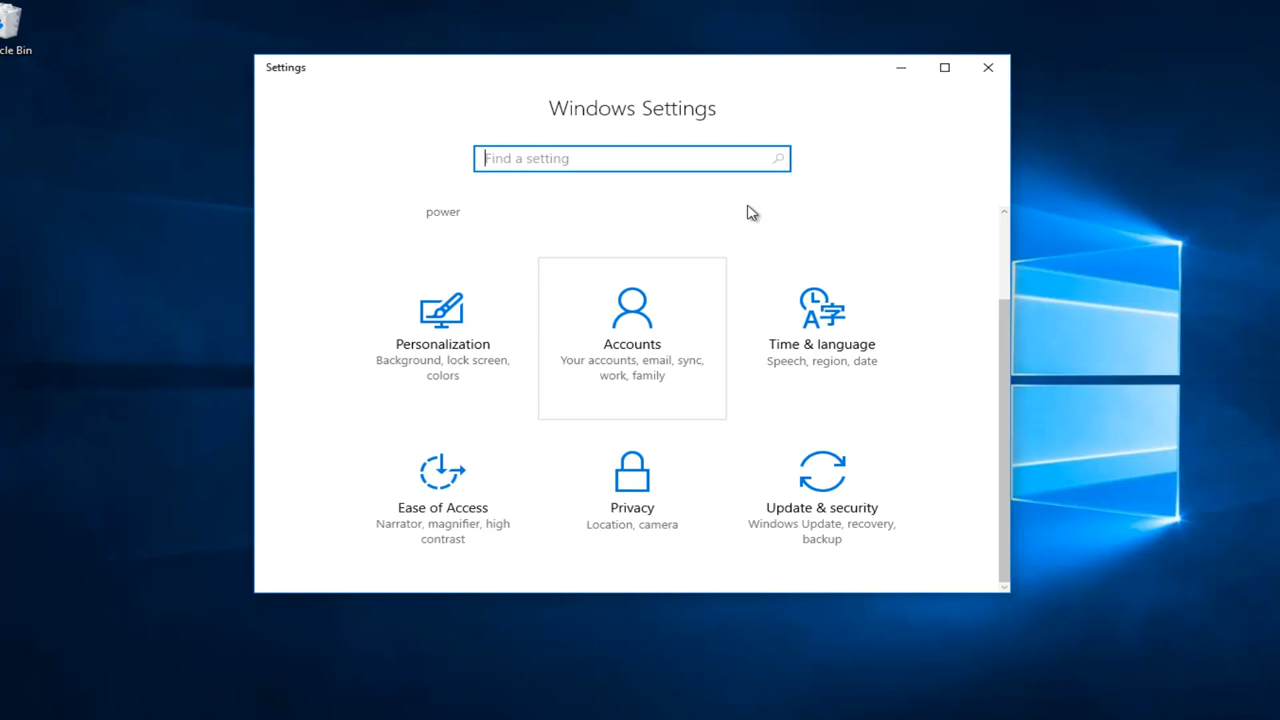 cle Bin
Settings
Windows Settings
Find a setting
power
Personalization
Background, lock screen,
colors
Accounts
Your accounts, email, sync,
work, family
Time & language
Speech, region, date
Ease of Access
Narrator, magnifier, high
contrast
Privacy
Location, camera
Update & security
Windows Update, recovery,
backup